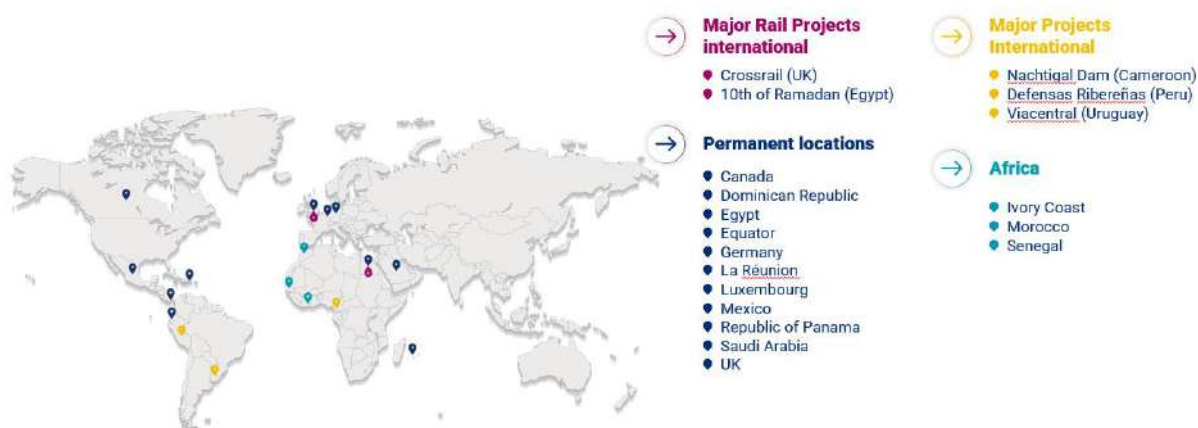 Major Rail Projects
international
Crossrail (UK)
10th of Ramadan (Egypt)
Permanent locations
Canada
Dominican Republic
Egypt
Equator
Germany
La Réunion
Luxembourg
Mexico
Republic of Panama
Saudi Arabia
UK
Major Projects
International
Nachtigal Dam (Cameroon)
Defensas Ribereñas (Peru)
Viacentral (Uruguay)
Africa
Ivory Coast
Morocco
Senegal